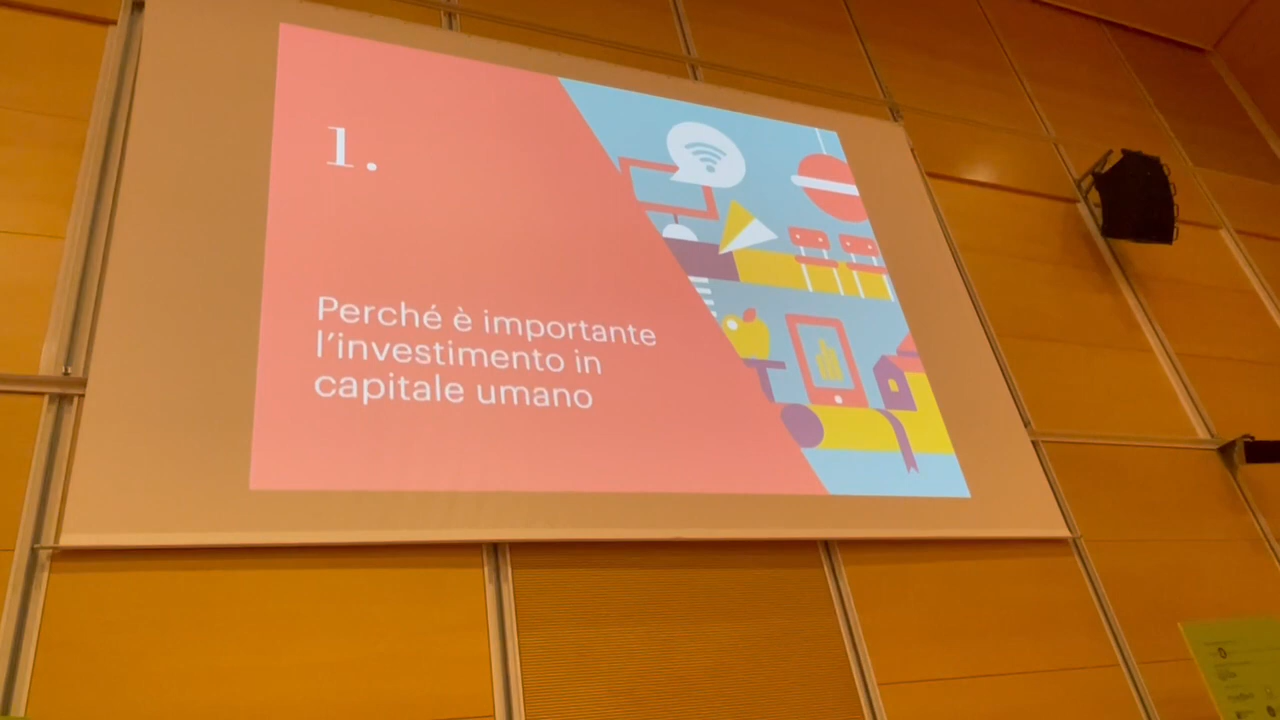 1.
Perché è importante
l'investimento in
capitale umano